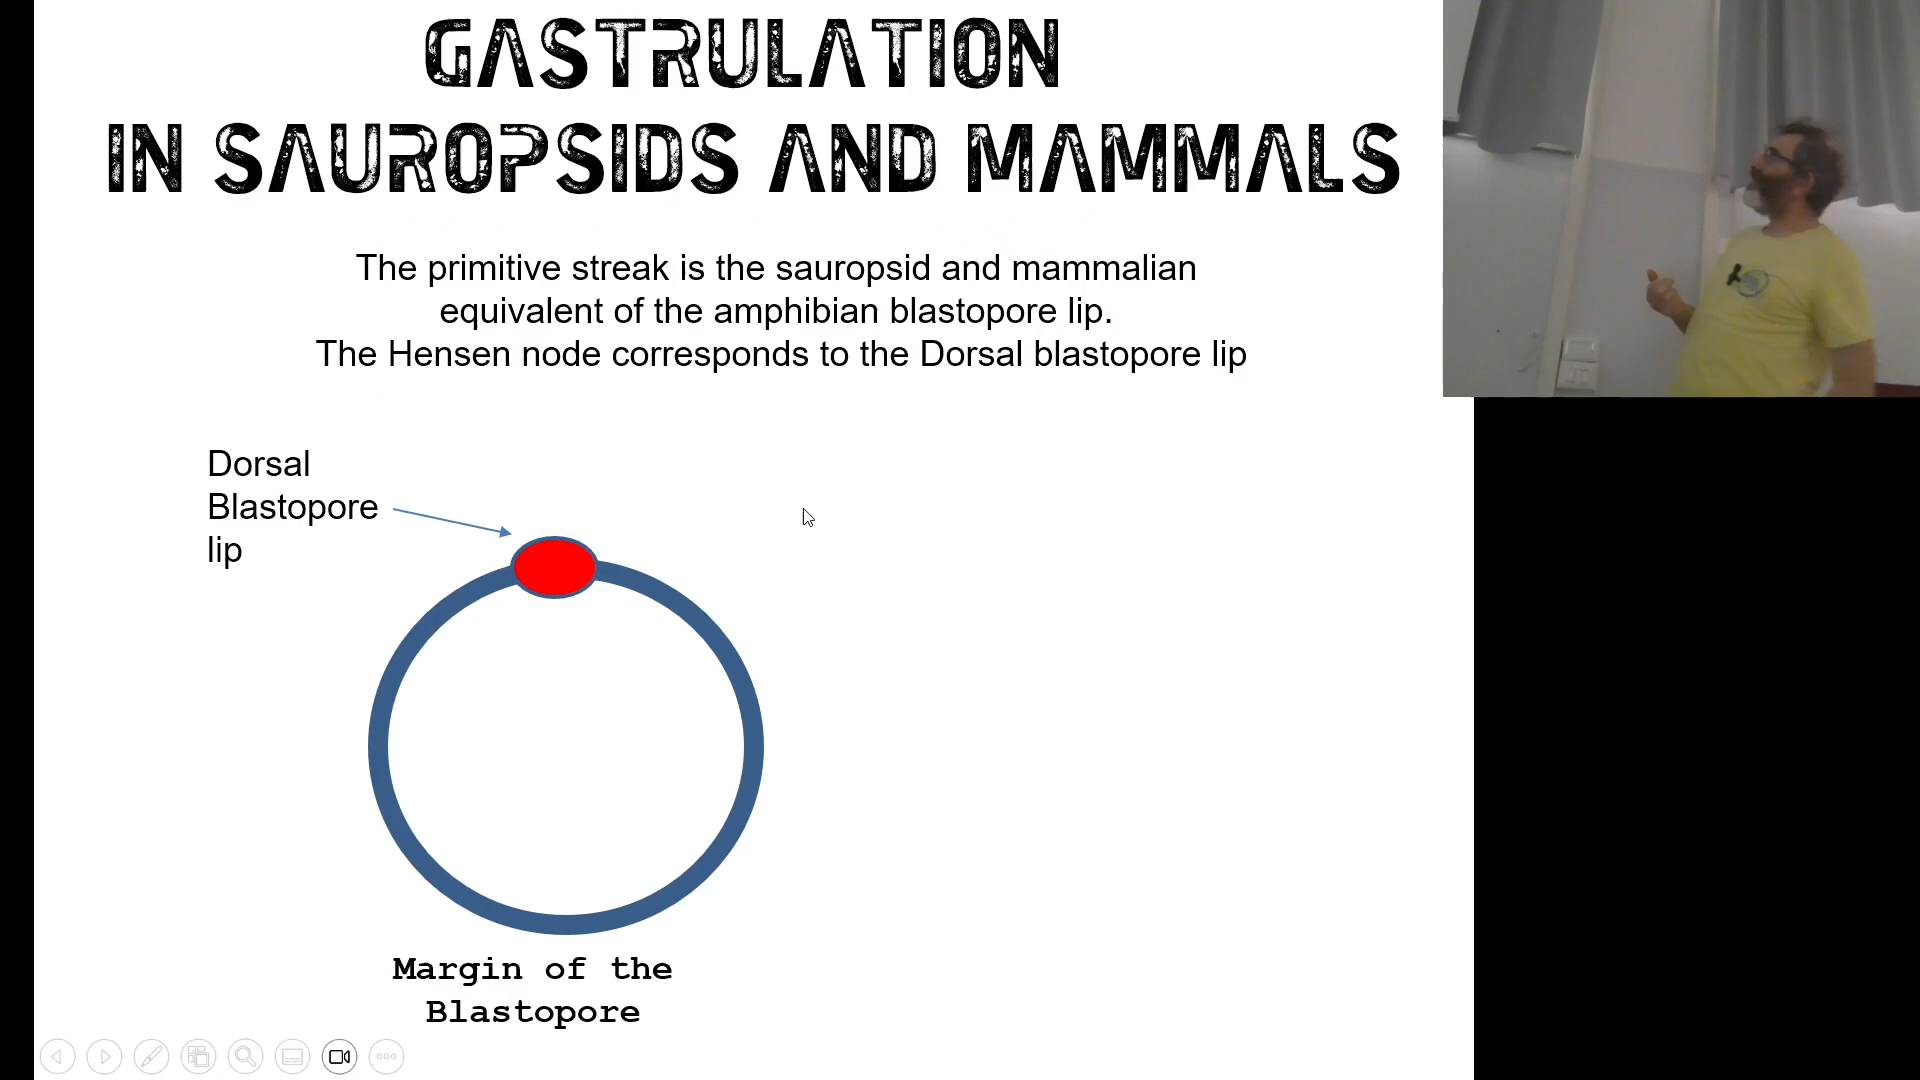 GASTRULATION
IN SAUROPSIDS AND MAMMALS
The primitive streak is the sauropsid and mammalian
equivalent of the amphibian blastopore lip.
The Hensen node corresponds to the Dorsal blastopore lip
Dorsal
Blastopore
lip
Margin of the
Blastopore